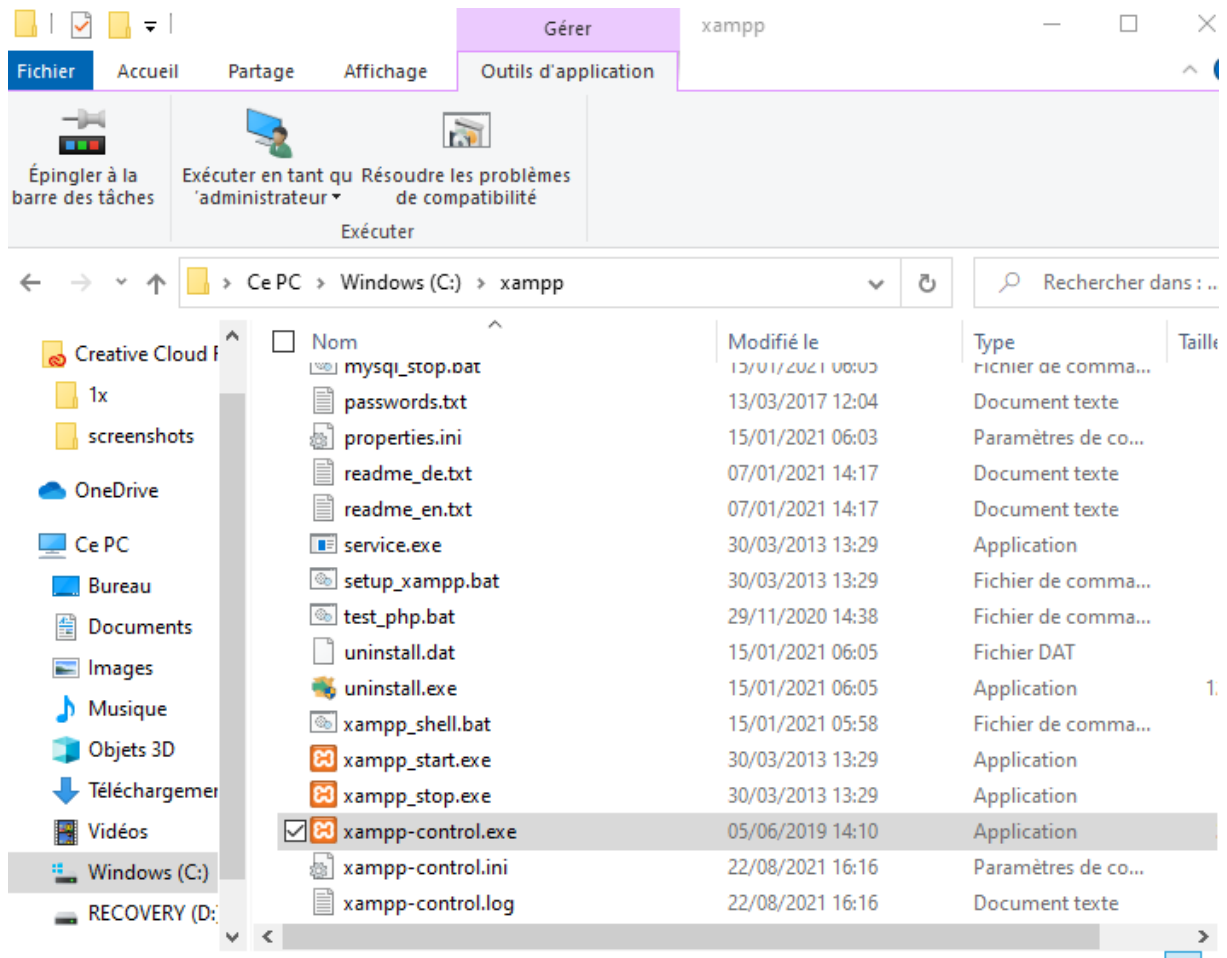 Gérer
xampp
Fichier Accueil Partage Affichage Outils d'application
Épingler à la
barre des tâches
Exécuter en tant qu
'administrateur
Résoudre les problèmes
de compatibilité
Exécuter
Ce PC > Windows (C:) > xampp
Rechercher dans : ...
Nom Modifié le Type Taille
mysql_stop.bat 15/01/2021 06:05 Fichier de comma...
passwords.txt 13/03/2017 12:04 Document texte
properties.ini 15/01/2021 06:03 Paramètres de co...
readme_de.txt 07/01/2021 14:17 Document texte
readme_en.txt 07/01/2021 14:17 Document texte
service.exe 30/03/2013 13:29 Application
setup_xampp.bat 30/03/2013 13:29 Fichier de comma...
test_php.bat 29/11/2020 14:38 Fichier de comma...
uninstall.dat 15/01/2021 06:05 Fichier DAT
uninstall.exe 15/01/2021 06:05 Application
xampp_shell.bat 15/01/2021 05:58 Fichier de comma...
xampp_start.exe 30/03/2013 13:29 Application
xampp_stop.exe 30/03/2013 13:29 Application
xampp-control.exe 05/06/2019 14:10 Application
xampp-control.ini 22/08/2021 16:16 Paramètres de co...
xampp-control.log 22/08/2021 16:16 Document texte
Creative Cloud F
1x
screenshots
OneDrive
Ce PC
Bureau
Documents
Images
Musique
Objets 3D
Téléchargemer
Vidéos
Windows (C:)
RECOVERY (D:)